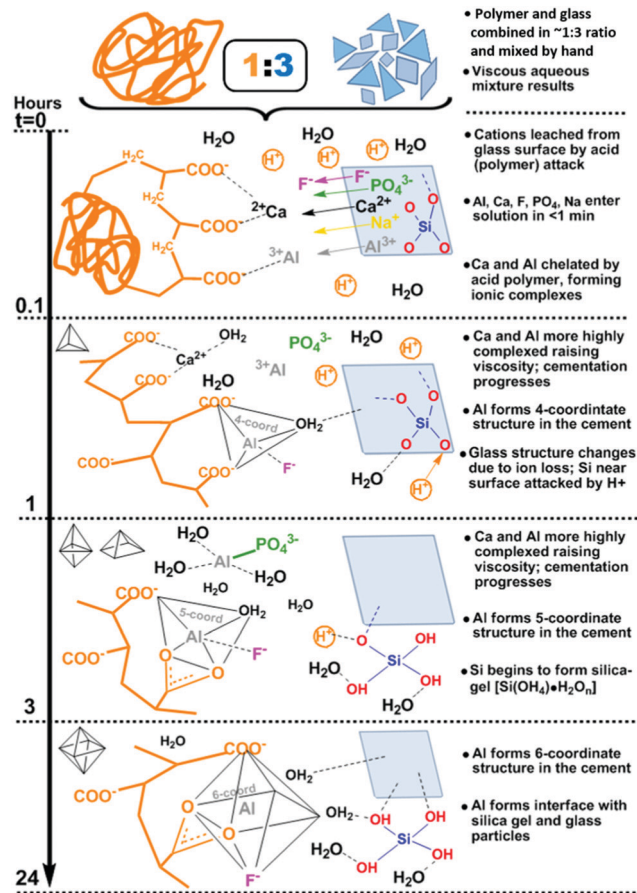 1:3
• Polymer and glass
combined in ~1:3 ratio
and mixed by hand
• Viscous aqueous
mixture results
Hours
t=0
H₂O
H₂O
H₂O
H⁺
H⁺
H⁺
H⁺
H₂C
H₂C
H₂C
COO⁻
COO⁻
COO⁻
²⁺Ca
³⁺Al
F⁻
F⁻
PO₄³⁻
Ca²⁺
Na⁺
Al³⁺
O
O
O
Si
O
H⁺
H₂O
• Cations leached from
glass surface by acid
(polymer) attack
• Al, Ca, F, PO₄, Na enter
solution in <1 min
• Ca and Al chelated by
acid polymer, forming
ionic complexes
0.1
COO⁻
OH₂
Ca²⁺
COO⁻
PO₄³⁻
³⁺Al
H₂O
H₂O
H⁺
H⁺
COO⁻
4-coord
OH₂
Al
COO⁻
COO⁻
F⁻
O
O
Si
O
O
H₂O
H⁺
• Ca and Al more highly
complexed raising
viscosity; cementation
progresses
• Al forms 4-coordintate
structure in the cement
• Glass structure changes
due to ion loss; Si near
surface attacked by H+
1
H₂O
PO₄³⁻
Al
H₂O
H₂O
H₂O
H₂O
COO⁻
5-coord
OH₂
Al
COO⁻
F⁻
O
O
H⁺
O
OH
Si
H₂O
OH
OH
H₂O
• Ca and Al more highly
complexed raising
viscosity; cementation
progresses
• Al forms 5-coordinate
structure in the cement
• Si begins to form silica-
gel [Si(OH₄)•H₂Oₙ]
3
H₂O
COO⁻
COO⁻
6-coord
Al
O
O
F⁻
OH₂
OH₂
OH
OH
Si
H₂O
OH
OH
H₂O
• Al forms 6-coordinate
structure in the cement
• Al forms interface with
silica gel and glass
particles
24